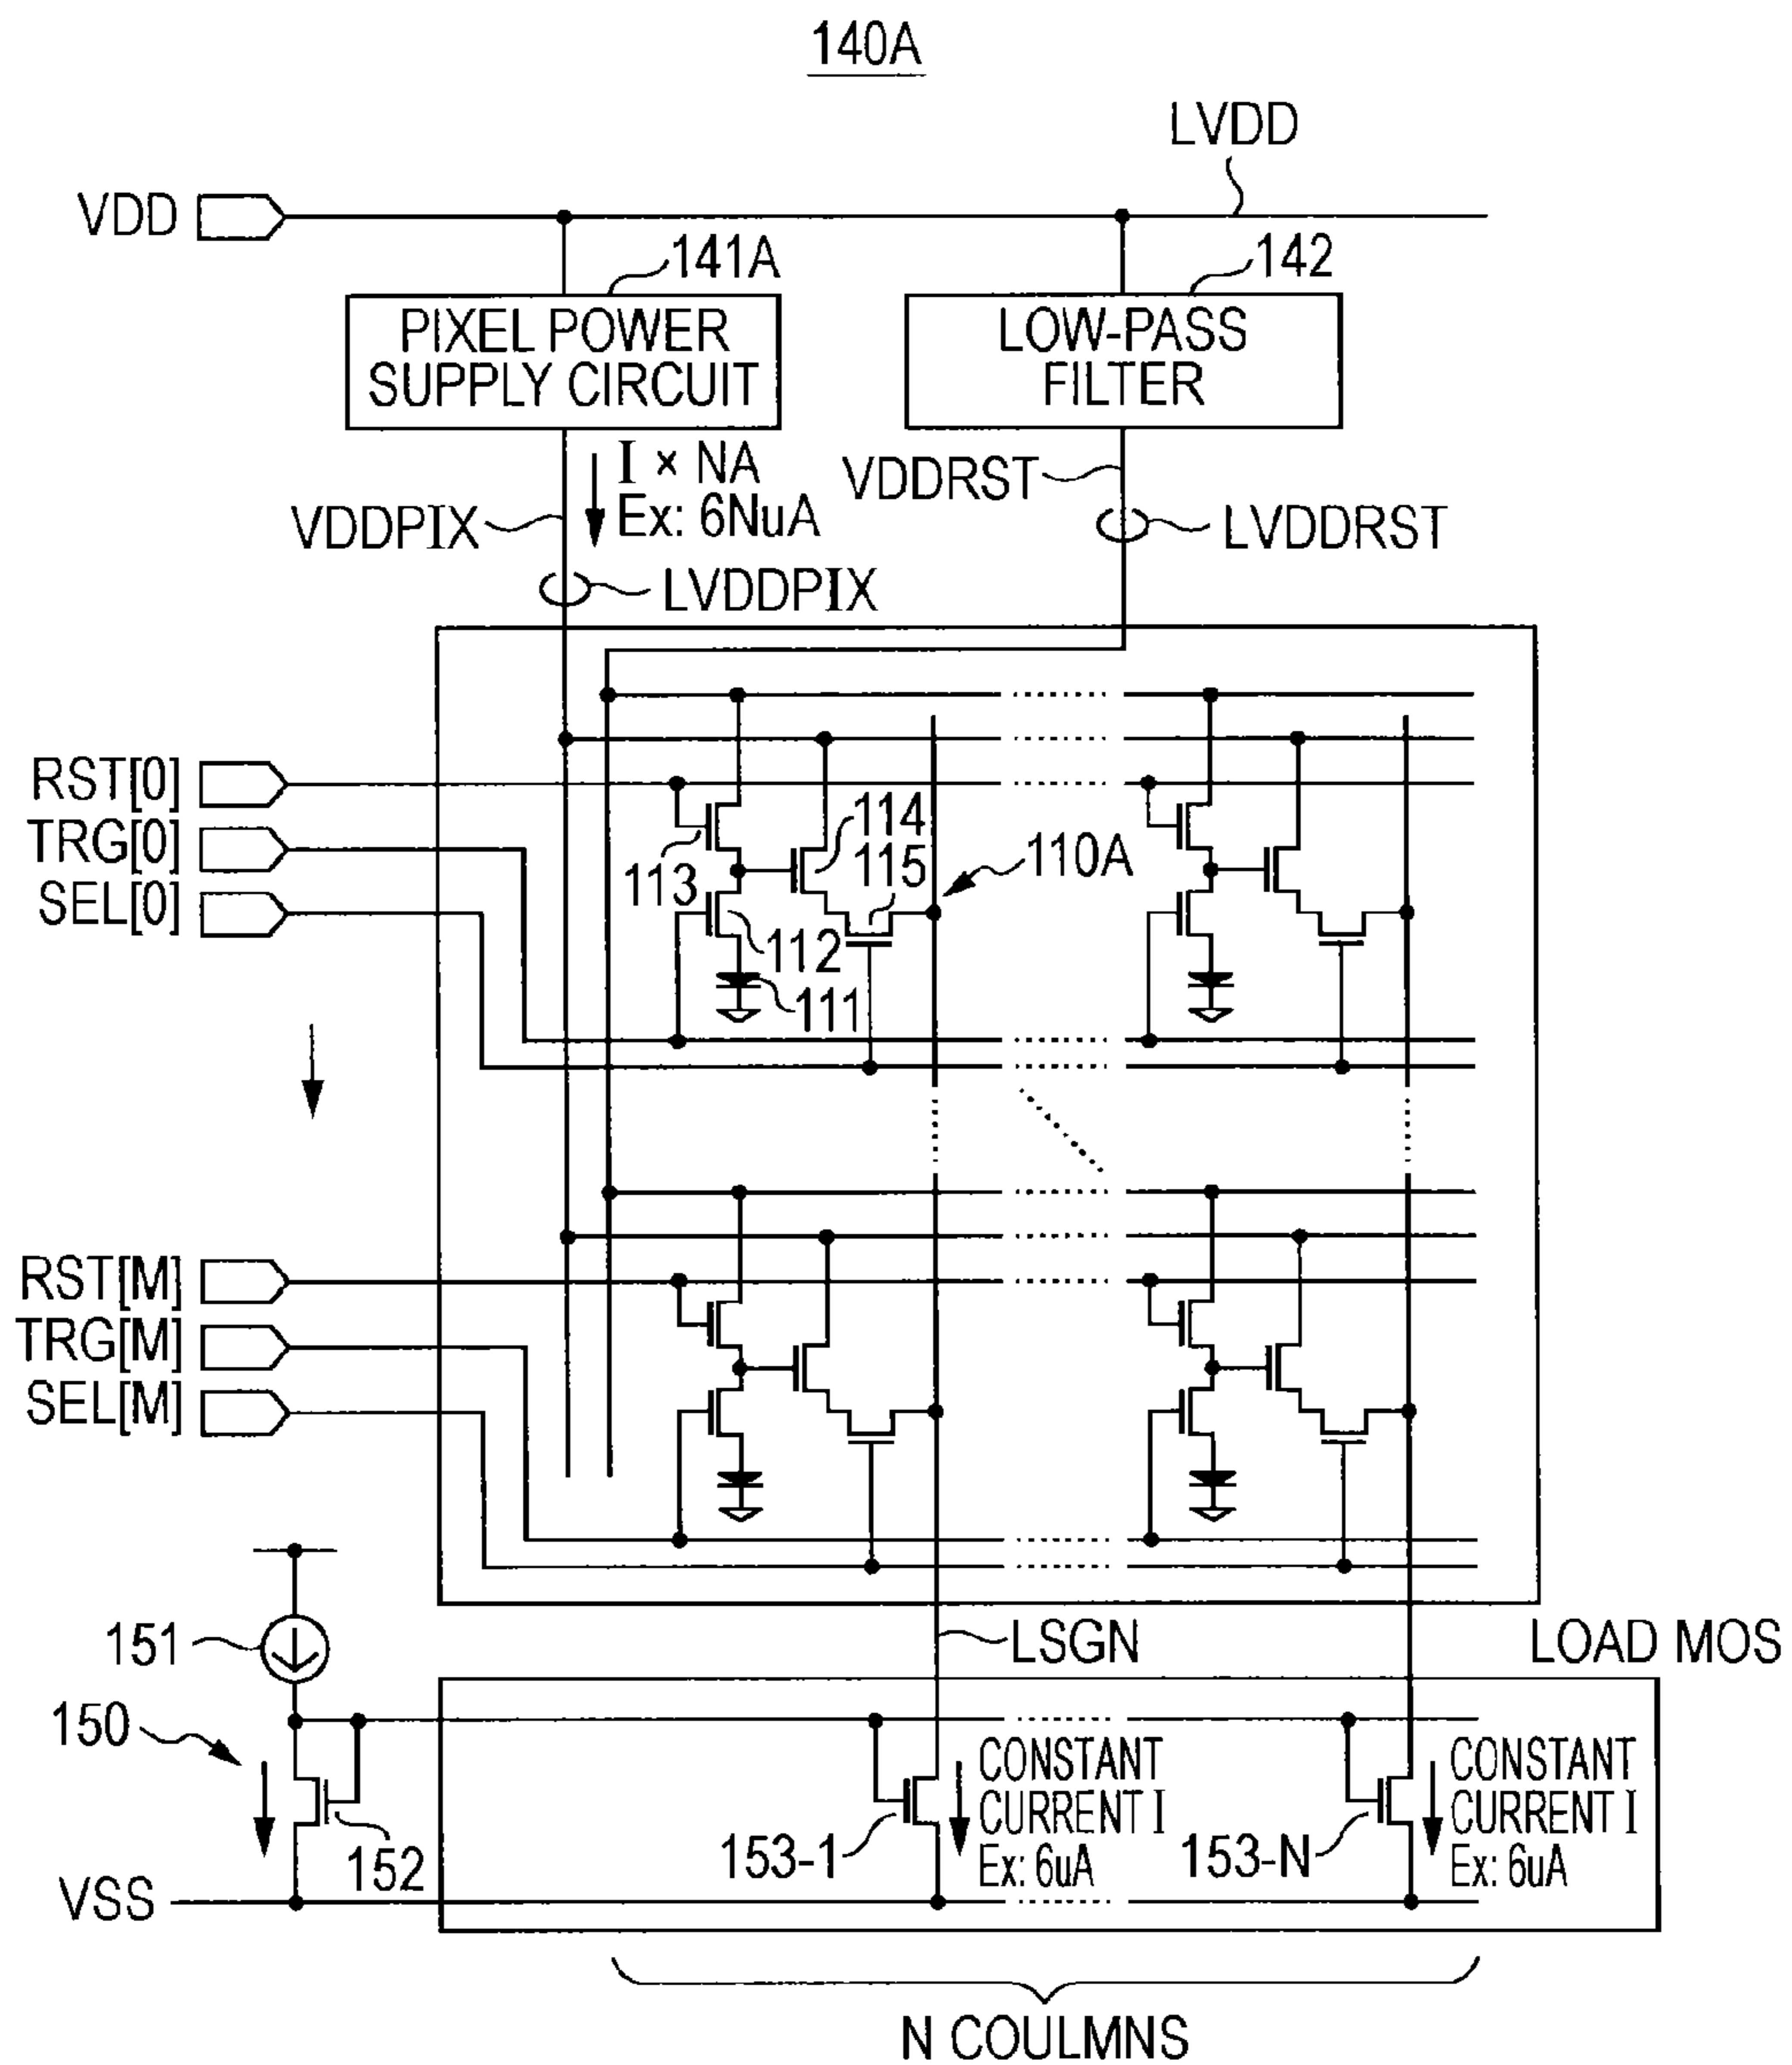 140A
LVDD
VDD
141A
142
PIXEL POWER
SUPPLY CIRCUIT
LOW-PASS
FILTER
I × NA
Ex: 6NuA
VDDRST
VDDPIX
LVDDRST
LVDDPIX
RST[0]
TRG[0]
SEL[0]
114
115
110A
113
112
111
RST[M]
TRG[M]
SEL[M]
151
LSGN
LOAD MOS
150
CONSTANT
CURRENT I
Ex: 6uA
CONSTANT
CURRENT I
Ex: 6uA
152
153-1
153-N
VSS
N COULMNS